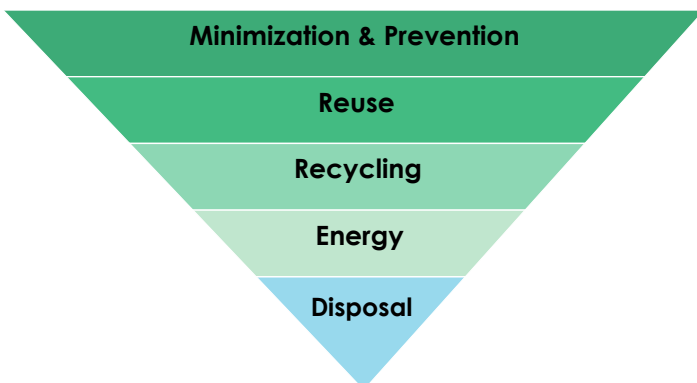 Minimization & Prevention
Reuse
Recycling
Energy
Disposal